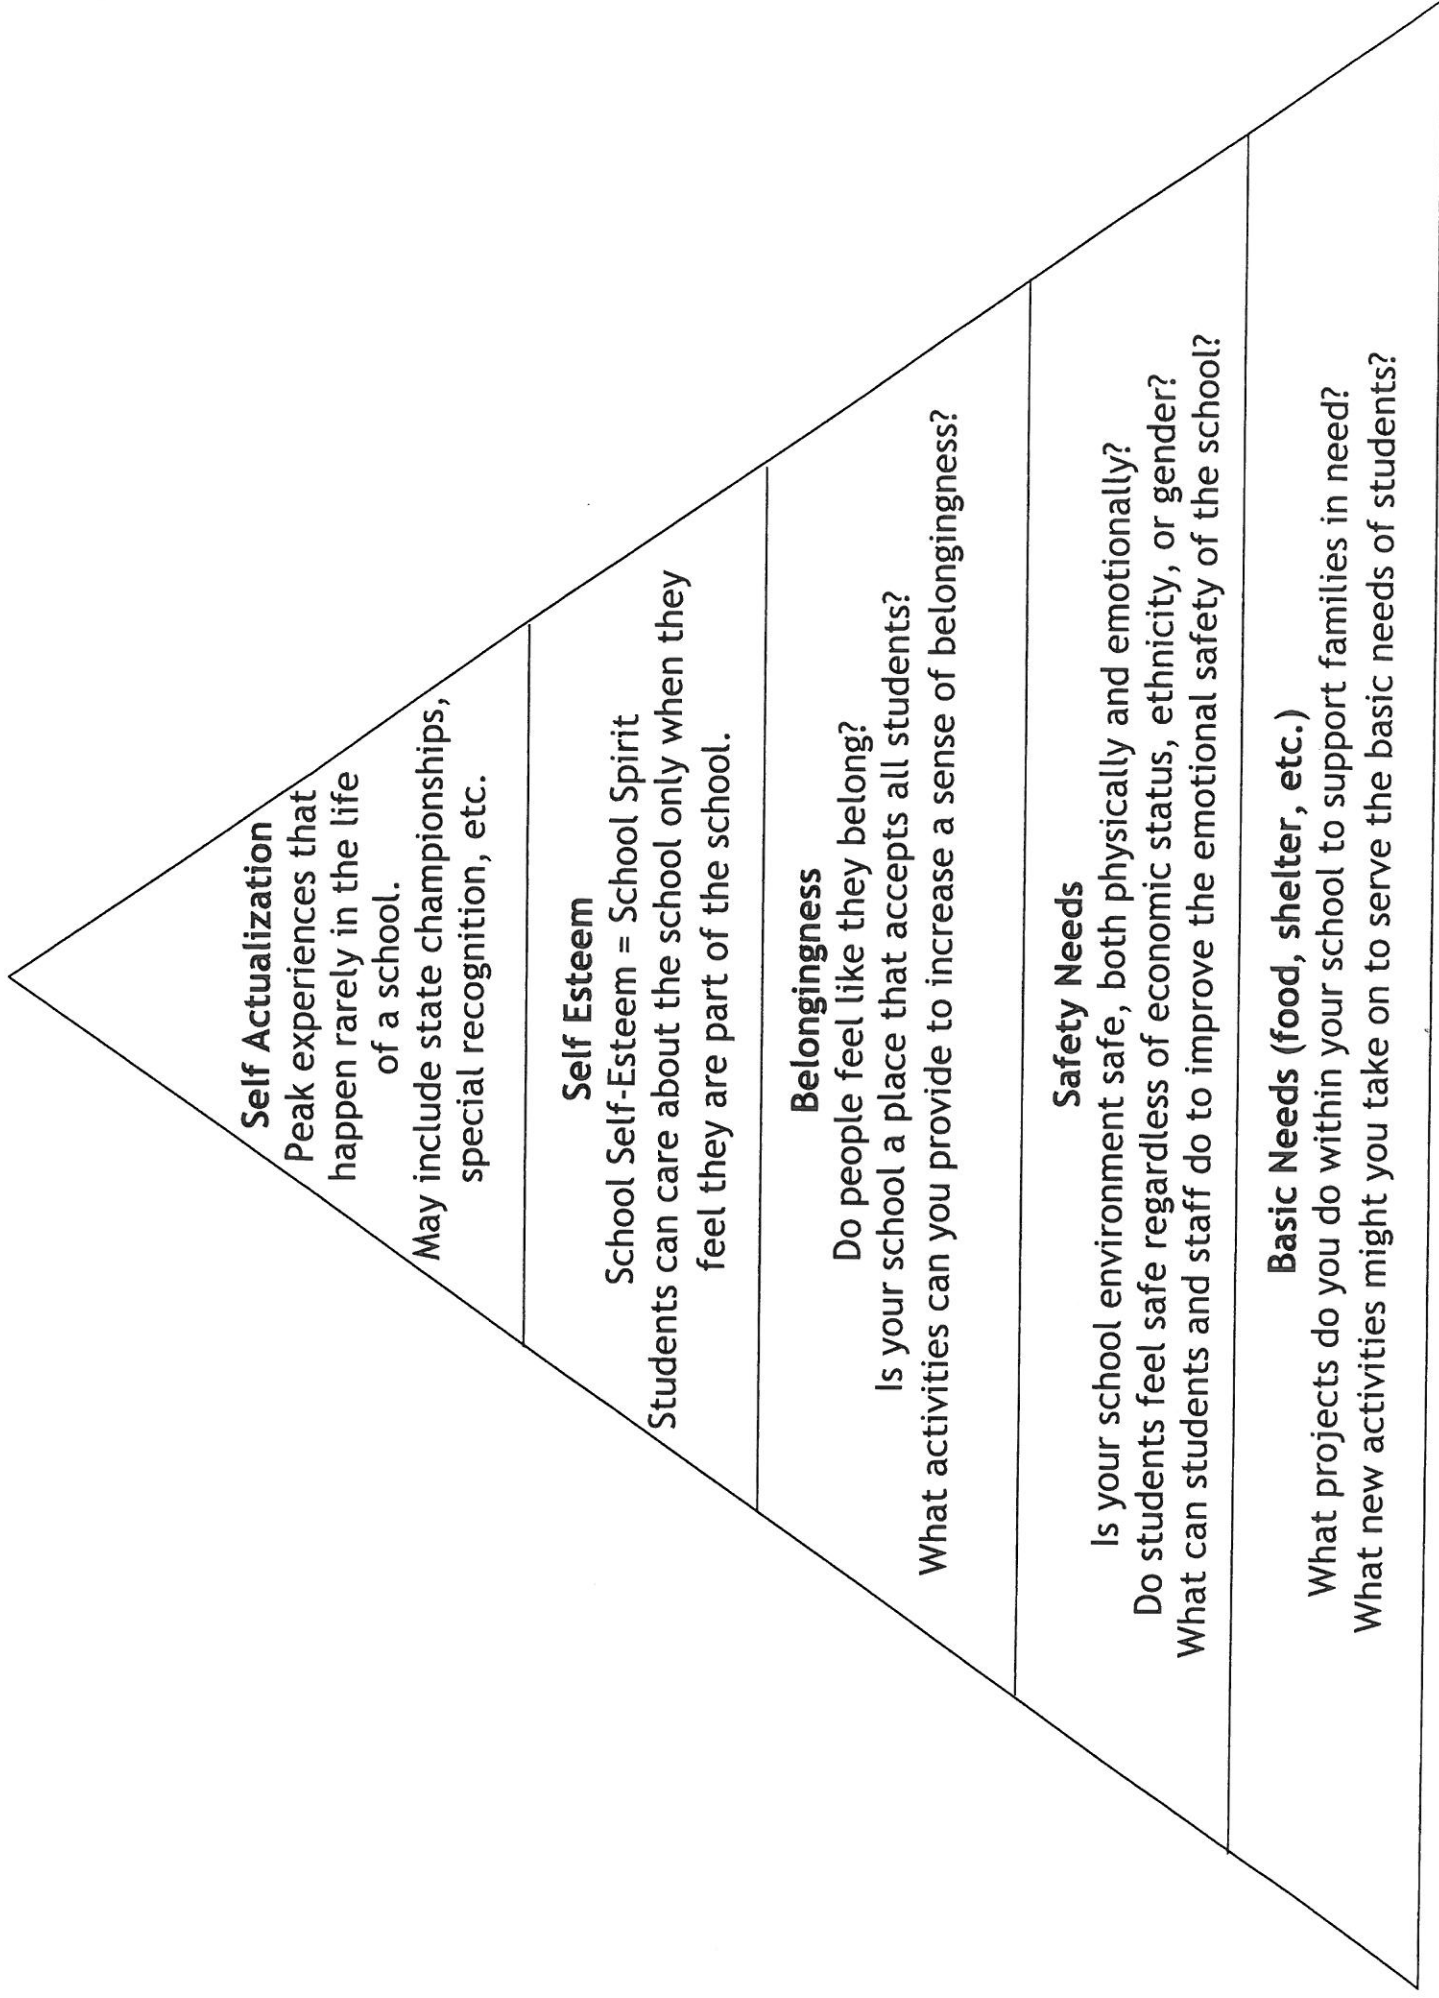 Self Actualization
Peak experiences that
happen rarely in the life
of a school.
May include state championships,
special recognition, etc.
Self Esteem
School Self-Esteem = School Spirit
Students can care about the school only when they
feel they are part of the school.
Belongingness
Do people feel like they belong?
Is your school a place that accepts all students?
What activities can you provide to increase a sense of belongingness?
Safety Needs
Is your school environment safe, both physically and emotionally?
Do students feel safe regardless of economic status, ethnicity, or gender?
What can students and staff do to improve the emotional safety of the school?
Basic Needs (food, shelter, etc.)
What projects do you do within your school to support families in need?
What new activities might you take on to serve the basic needs of students?